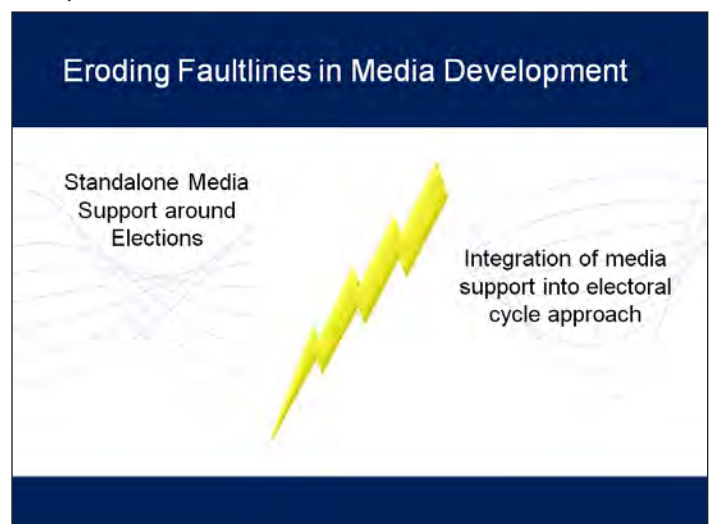 Eroding Faultlines in Media Development
Standalone Media
Support around
Elections
Integration of media
support into electoral
cycle approach